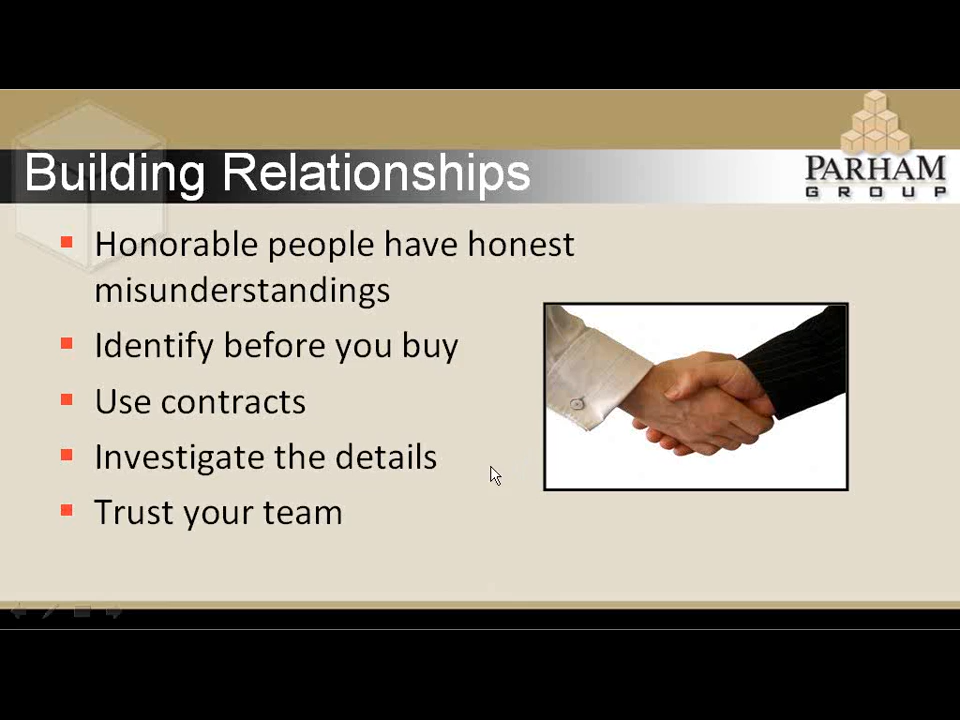 Building Relationships
PARHAM
GROUP
Honorable people have honest
misunderstandings
Identify before you buy
Use contracts
Investigate the details
Trust your team